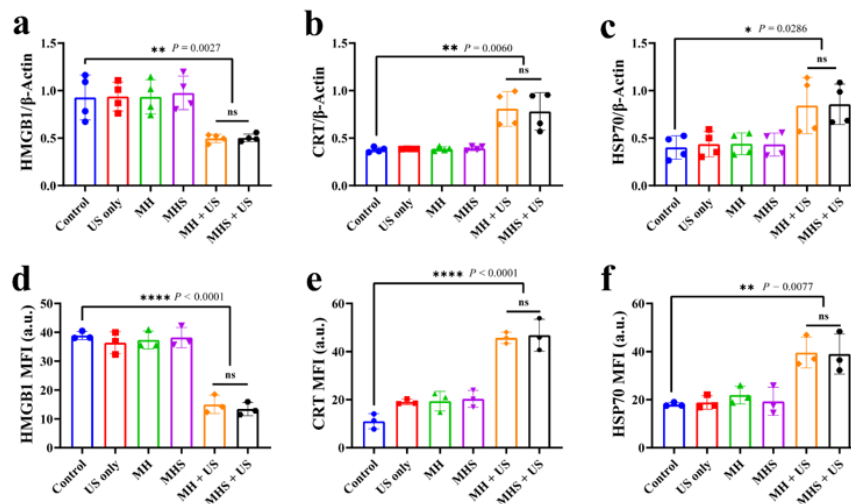 a
HMGB1/β-Actin
1.5
1.0
0.5
0.0
** P = 0.0027
ns
Control
US only
MH
MHS
MH + US
MHS + US
b
CRT/β-Actin
1.5
1.0
0.5
0.0
** P = 0.0060
ns
Control
US only
MH
MHS
MH + US
MHS + US
c
HSP70/β-Actin
1.5
1.0
0.5
0.0
* P = 0.0286
ns
Control
US only
MH
MHS
MH + US
MHS + US
d
HMGB1 MFI (a.u.)
50
40
30
20
10
0
**** P < 0.0001
ns
Control
US only
MH
MHS
MH + US
MHS + US
e
CRT MFI (a.u.)
60
40
20
0
**** P < 0.0001
ns
Control
US only
MH
MHS
MH + US
MHS + US
f
HSP70 MFI (a.u.)
60
40
20
0
** P − 0.0077
ns
Control
US only
MH
MHS
MH + US
MHS + US